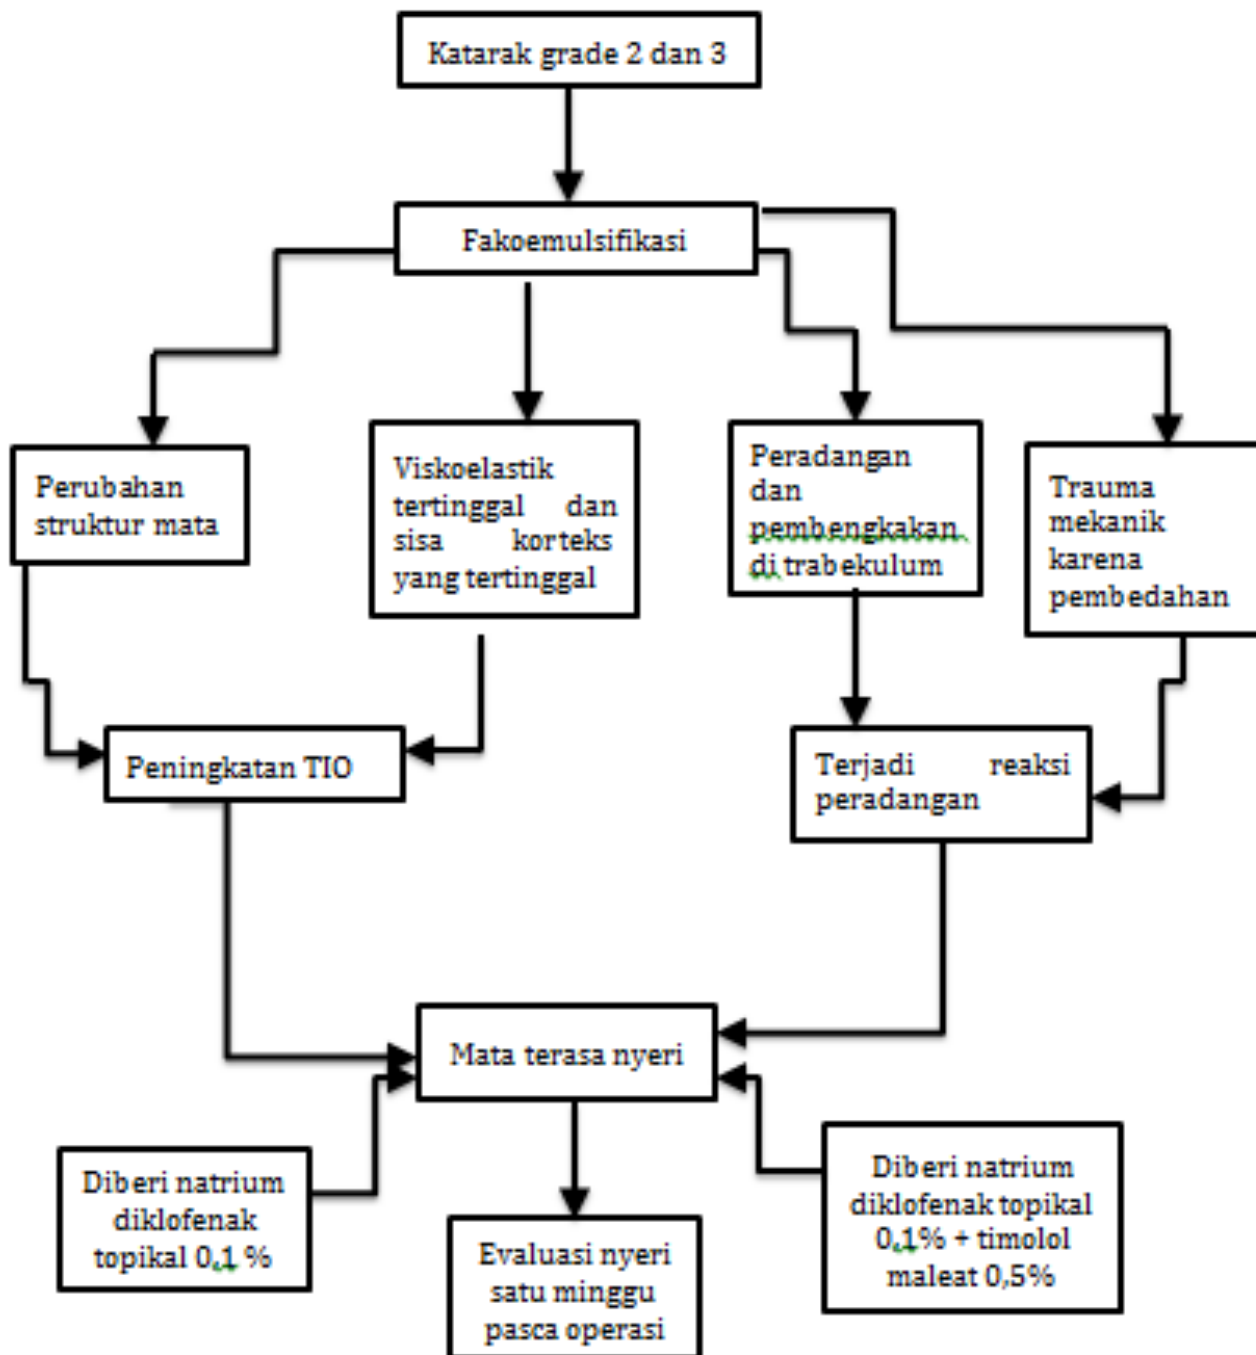 Katarak grade 2 dan 3
Fakoemulsifikasi
Perubahan
struktur mata
Viskoelastik
tertinggal dan
sisa korteks
yang tertinggal
Peradangan
dan
pembengkakan
di trabekulum
Trauma
mekanik
karena
pembedahan
Peningkatan TIO
Terjadi reaksi
peradangan
Mata terasa nyeri
Diberi natrium
diklofenak
topikal 0,1 %
Evaluasi nyeri
satu minggu
pasca operasi
Diberi natrium
diklofenak topikal
0,1% + timolol
maleat 0,5%